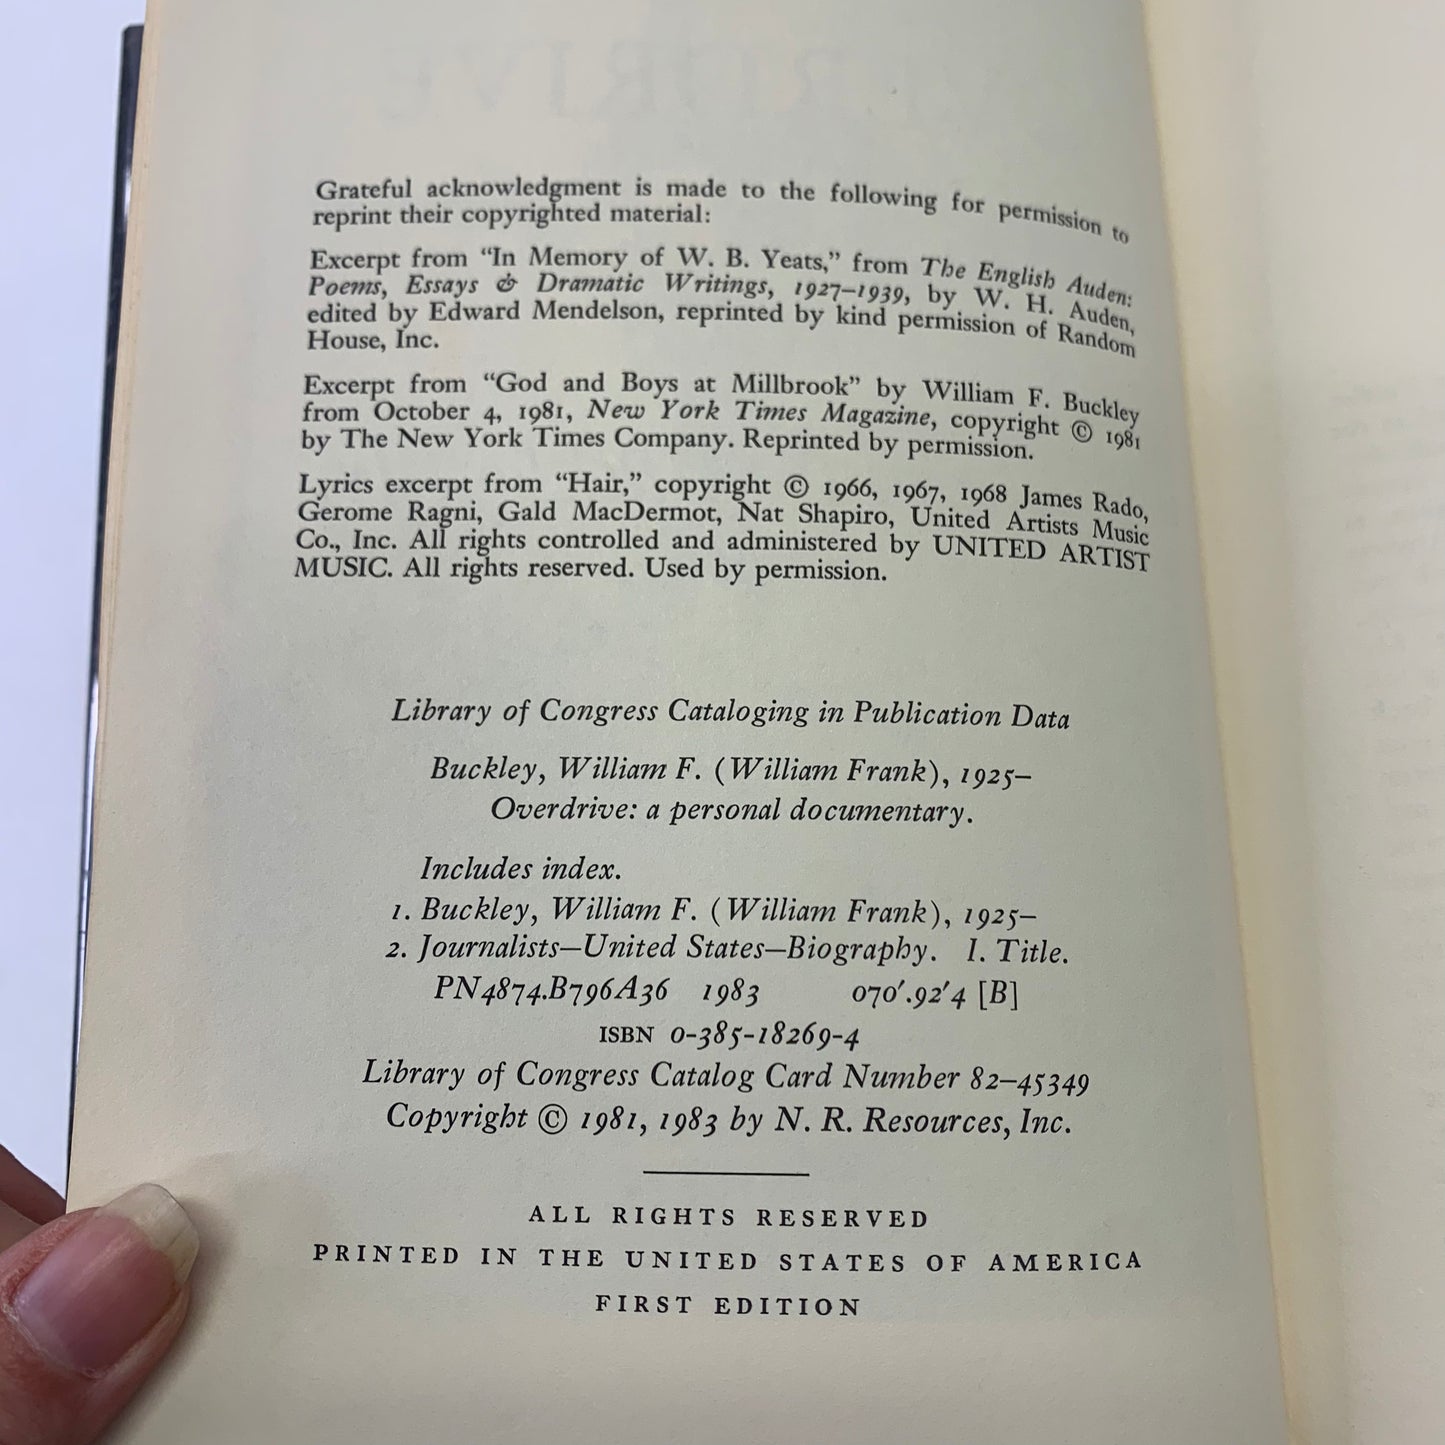 Grateful acknowledgment is made to the following for permission to
reprint their copyrighted material:
Excerpt from “In Memory of W. B. Yeats,” from The English Auden:
Poems, Essays & Dramatic Writings, 1927–1939, by W. H. Auden,
edited by Edward Mendelson, reprinted by kind permission of Random
House, Inc.
Excerpt from “God and Boys at Millbrook” by William F. Buckley
from October 4, 1981, New York Times Magazine, copyright © 1981
by The New York Times Company. Reprinted by permission.
Lyrics excerpt from “Hair,” copyright © 1966, 1967, 1968 James Rado,
Gerome Ragni, Gald MacDermot, Nat Shapiro, United Artists Music
Co., Inc. All rights controlled and administered by UNITED ARTIST
MUSIC. All rights reserved. Used by permission.
Library of Congress Cataloging in Publication Data
Buckley, William F. (William Frank), 1925–
Overdrive: a personal documentary.
Includes index.
1. Buckley, William F. (William Frank), 1925–
2. Journalists—United States—Biography. I. Title.
PN4874.B796A36 1983 070′.92′4 [B]
ISBN 0-385-18269-4
Library of Congress Catalog Card Number 82–45349
Copyright © 1981, 1983 by N. R. Resources, Inc.
ALL RIGHTS RESERVED
PRINTED IN THE UNITED STATES OF AMERICA
FIRST EDITION